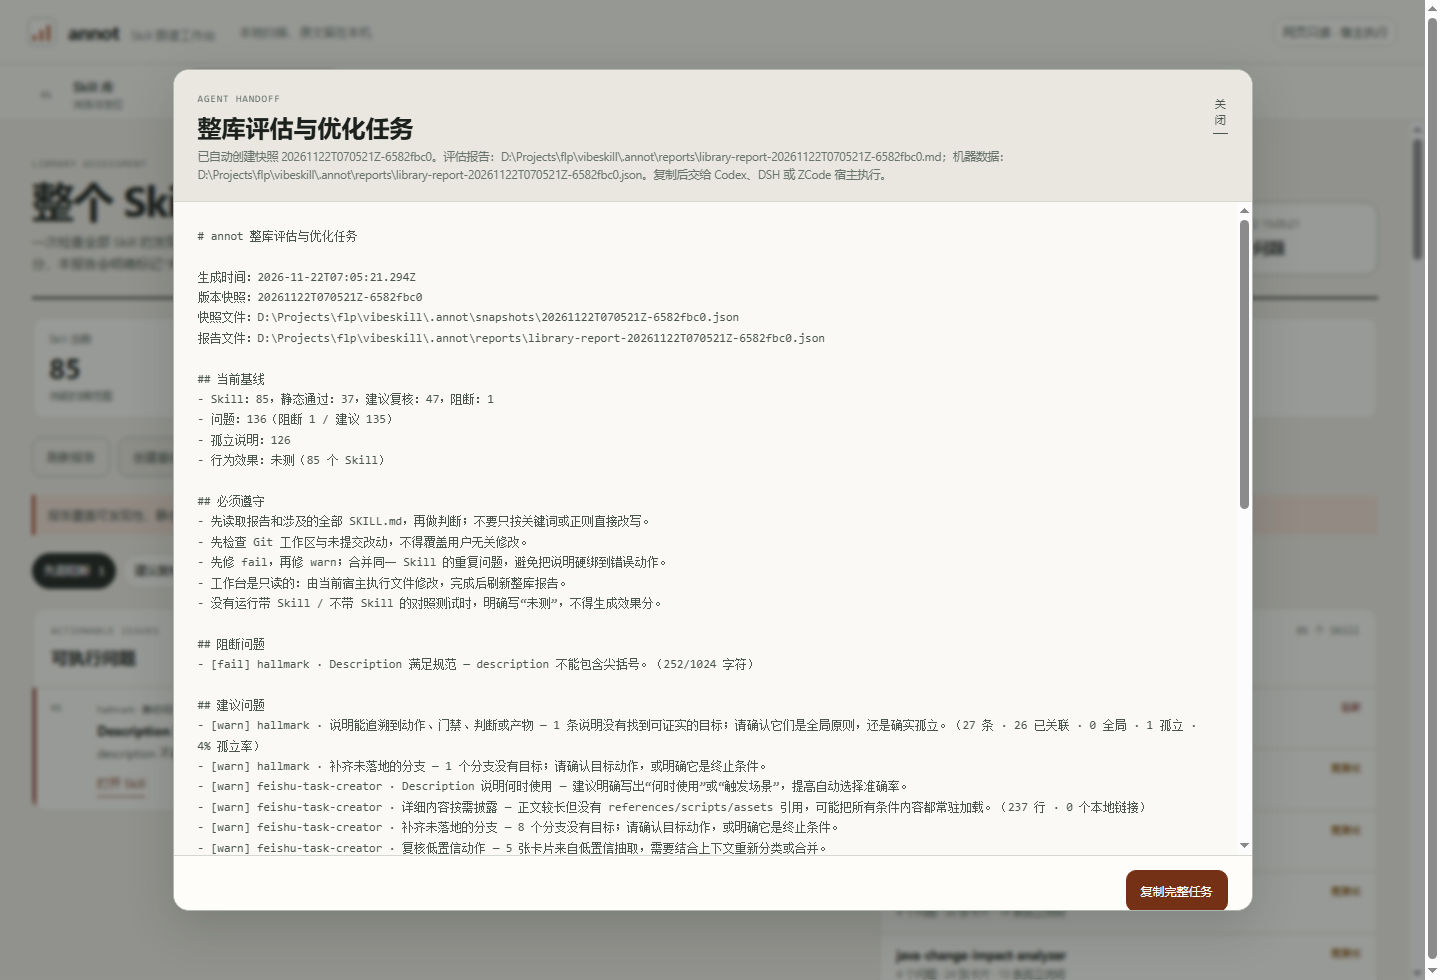 annot
Skill 库
整个 Ski
85
AGENT HANDOFF
整库评估与优化任务
关
闭
已自动创建快照 20261122T070521Z-6582fbc0。评估报告：D:\Projects\flp\vibeskill\.annot\reports\library-report-20261122T070521Z-6582fbc0.md；机器数据：
D:\Projects\flp\vibeskill\.annot\reports\library-report-20261122T070521Z-6582fbc0.json。复制后交给 Codex、DSH 或 ZCode 宿主执行。
# annot 整库评估与优化任务
生成时间：2026-11-22T07:05:21.294Z
版本快照：20261122T070521Z-6582fbc0
快照文件：D:\Projects\flp\vibeskill\.annot\snapshots\20261122T070521Z-6582fbc0.json
报告文件：D:\Projects\flp\vibeskill\.annot\reports\library-report-20261122T070521Z-6582fbc0.json
## 当前基线
- Skill：85，静态通过：37，建议复核：47，阻断：1
- 问题：136（阻断 1 / 建议 135）
- 孤立说明：126
- 行为效果：未测（85 个 Skill）
## 必须遵守
- 先读取报告和涉及的全部 SKILL.md，再做判断；不要只按关键词或正则直接改写。
- 先检查 Git 工作区与未提交改动，不得覆盖用户无关修改。
- 先修 fail，再修 warn；合并同一 Skill 的重复问题，避免把说明硬绑到错误动作。
- 工作台是只读的：由当前宿主执行文件修改，完成后刷新整库报告。
- 没有运行带 Skill / 不带 Skill 的对照测试时，明确写“未测”，不得生成效果分。
## 阻断问题
- [fail] hallmark · Description 满足规范 — description 不能包含尖括号。（252/1024 字符）
## 建议问题
- [warn] hallmark · 说明能追溯到动作、门禁、判断或产物 — 1 条说明没有找到可证实的目标；请确认它们是全局原则，还是确实孤立。（27 条 · 26 已关联 · 0 全局 · 1 孤立 ·
4% 孤立率）
- [warn] hallmark · 补齐未落地的分支 — 1 个分支没有目标；请确认目标动作，或明确它是终止条件。
- [warn] feishu-task-creator · Description 说明何时使用 — 建议明确写出“何时使用”或“触发场景”，提高自动选择准确率。
- [warn] feishu-task-creator · 详细内容按需披露 — 正文较长但没有 references/scripts/assets 引用，可能把所有条件内容都常驻加载。（237 行 · 0 个本地链接）
- [warn] feishu-task-creator · 补齐未落地的分支 — 8 个分支没有目标；请确认目标动作，或明确它是终止条件。
- [warn] feishu-task-creator · 复核低置信动作 — 5 张卡片来自低置信抽取，需要结合上下文重新分类或合并。
复制完整任务
可执行问题
Description
打开 Skill
java-change-impact-analyzer